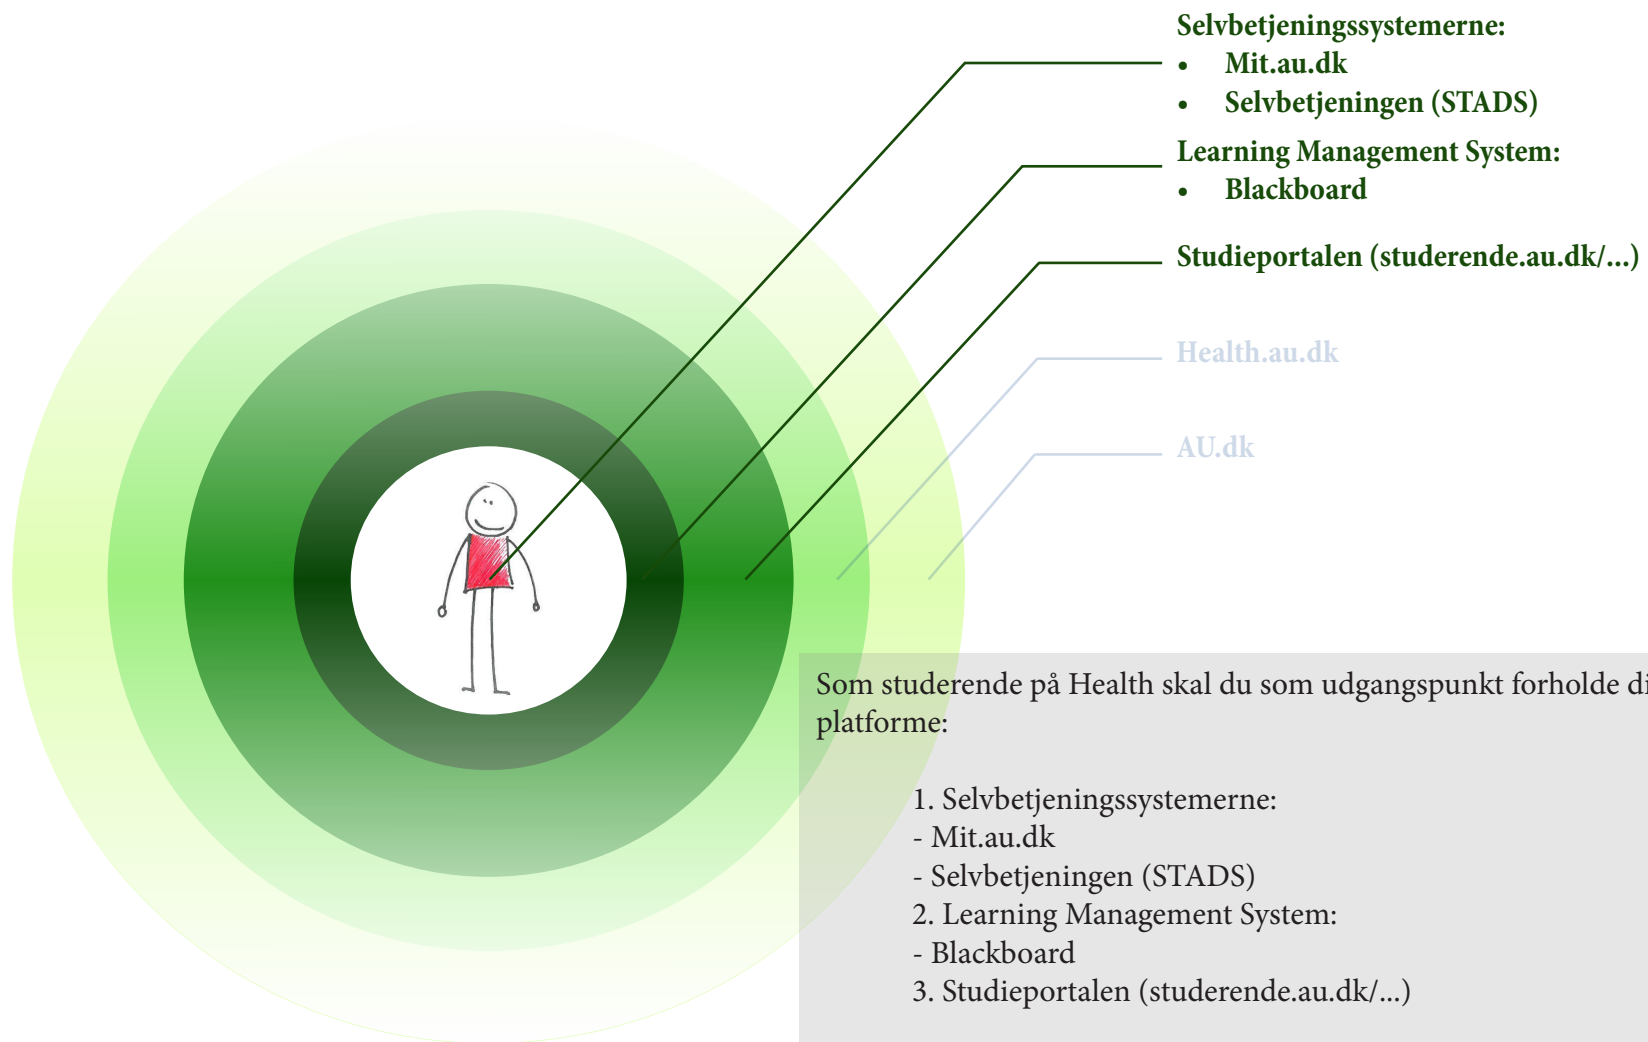 Selvbetjeningssystemerne:
• Mit.au.dk
• Selvbetjeningen (STADS)
Learning Management System:
• Blackboard
Studieportalen (studerende.au.dk/...)
Health.au.dk
AU.dk
Som studerende på Health skal du som udgangspunkt forholde di
platforme:
1. Selvbetjeningssystemerne:
- Mit.au.dk
- Selvbetjeningen (STADS)
2. Learning Management System:
- Blackboard
3. Studieportalen (studerende.au.dk/...)